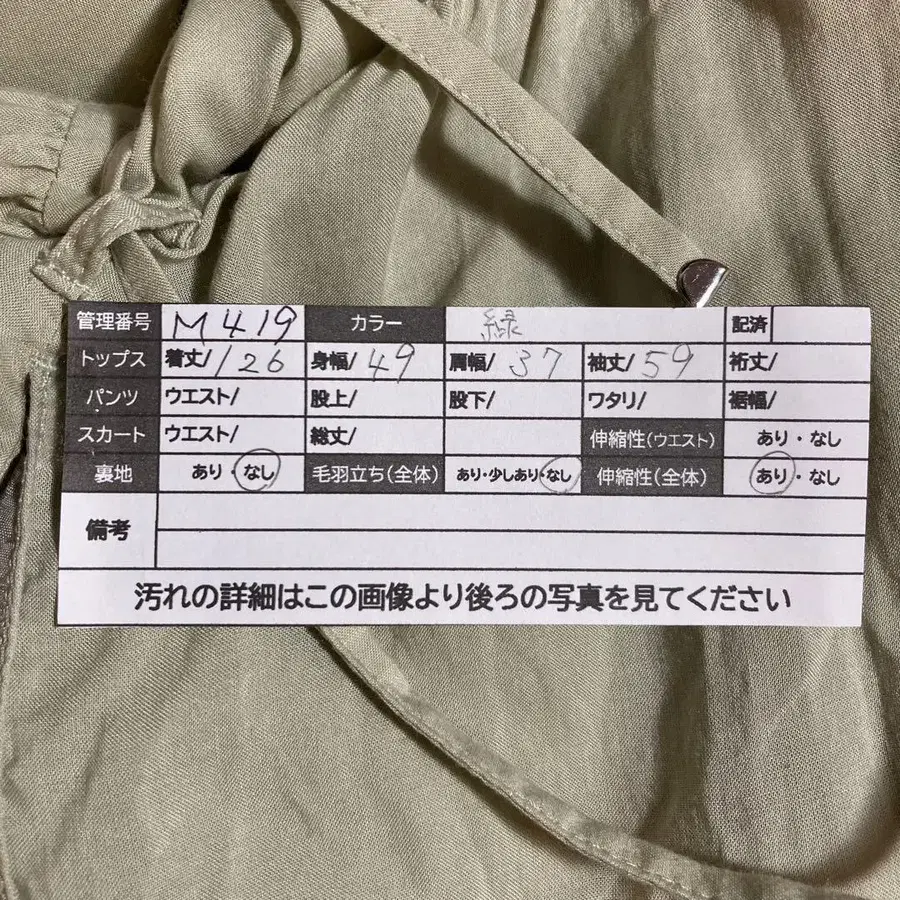 管理番号 M419 カラー 緑 記済
トップス 着丈/126 身幅/49 肩幅/37 袖丈/59 裄丈/
パンツ ウエスト/ 股上/ 股下/ ワタリ/ 裾幅/
スカート ウエスト/ 総丈/ 伸縮性(ウエスト) あり・なし
裏地 あり・なし 毛羽立ち(全体) あり・少しあり・なし 伸縮性(全体) あり・なし
備考
汚れの詳細はこの画像より後ろの写真を見てください